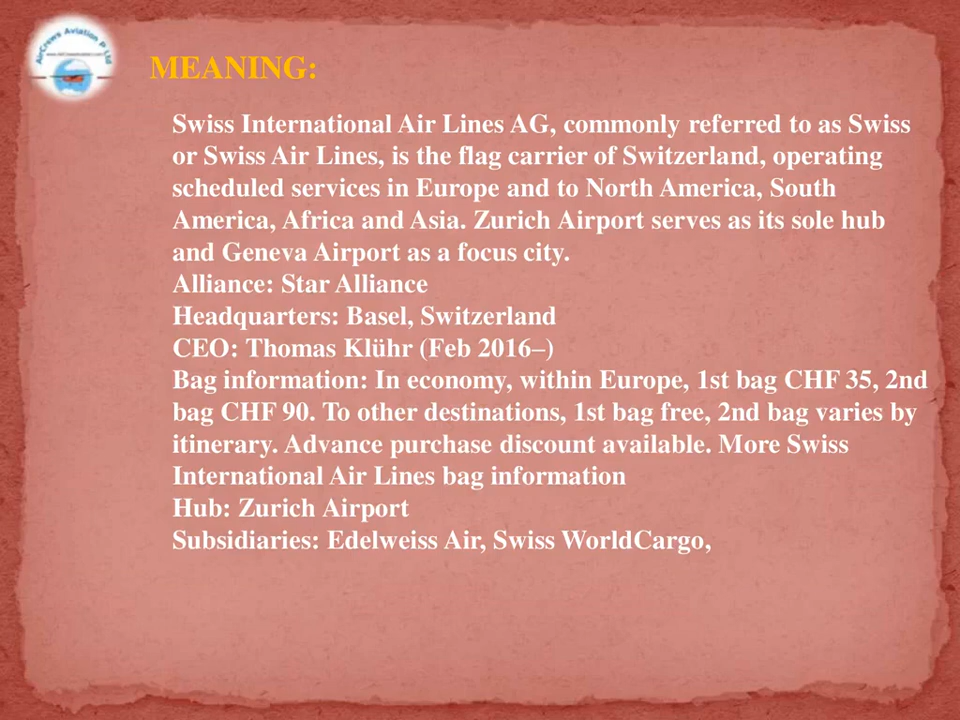 AirCrews Aviation P Ltd
MEANING:
Swiss International Air Lines AG, commonly referred to as Swiss
or Swiss Air Lines, is the flag carrier of Switzerland, operating
scheduled services in Europe and to North America, South
America, Africa and Asia. Zurich Airport serves as its sole hub
and Geneva Airport as a focus city.
Alliance: Star Alliance
Headquarters: Basel, Switzerland
CEO: Thomas Klühr (Feb 2016–)
Bag information: In economy, within Europe, 1st bag CHF 35, 2nd
bag CHF 90. To other destinations, 1st bag free, 2nd bag varies by
itinerary. Advance purchase discount available. More Swiss
International Air Lines bag information
Hub: Zurich Airport
Subsidiaries: Edelweiss Air, Swiss WorldCargo,